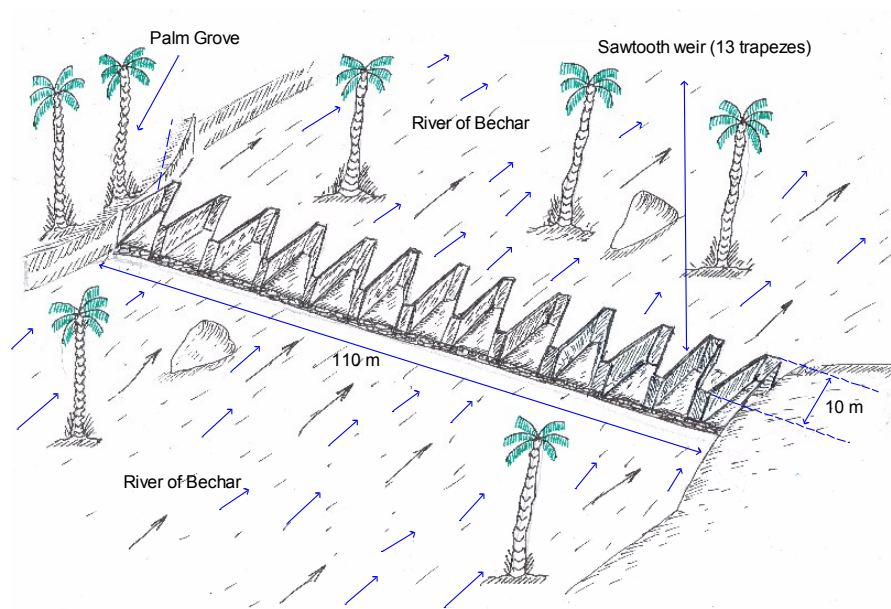 Palm Grove
Sawtooth weir (13 trapezes)
River of Bechar
110 m
10 m
River of Bechar